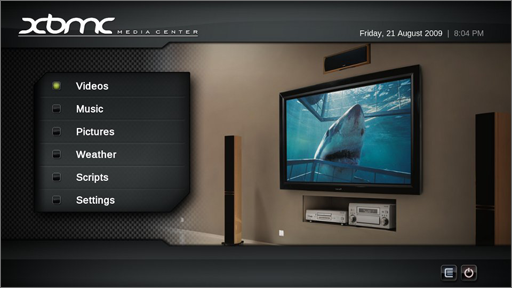 xbmc MEDIA CENTER
Friday, 21 August 2009 | 8:04 PM
Videos
Music
Pictures
Weather
Scripts
Settings